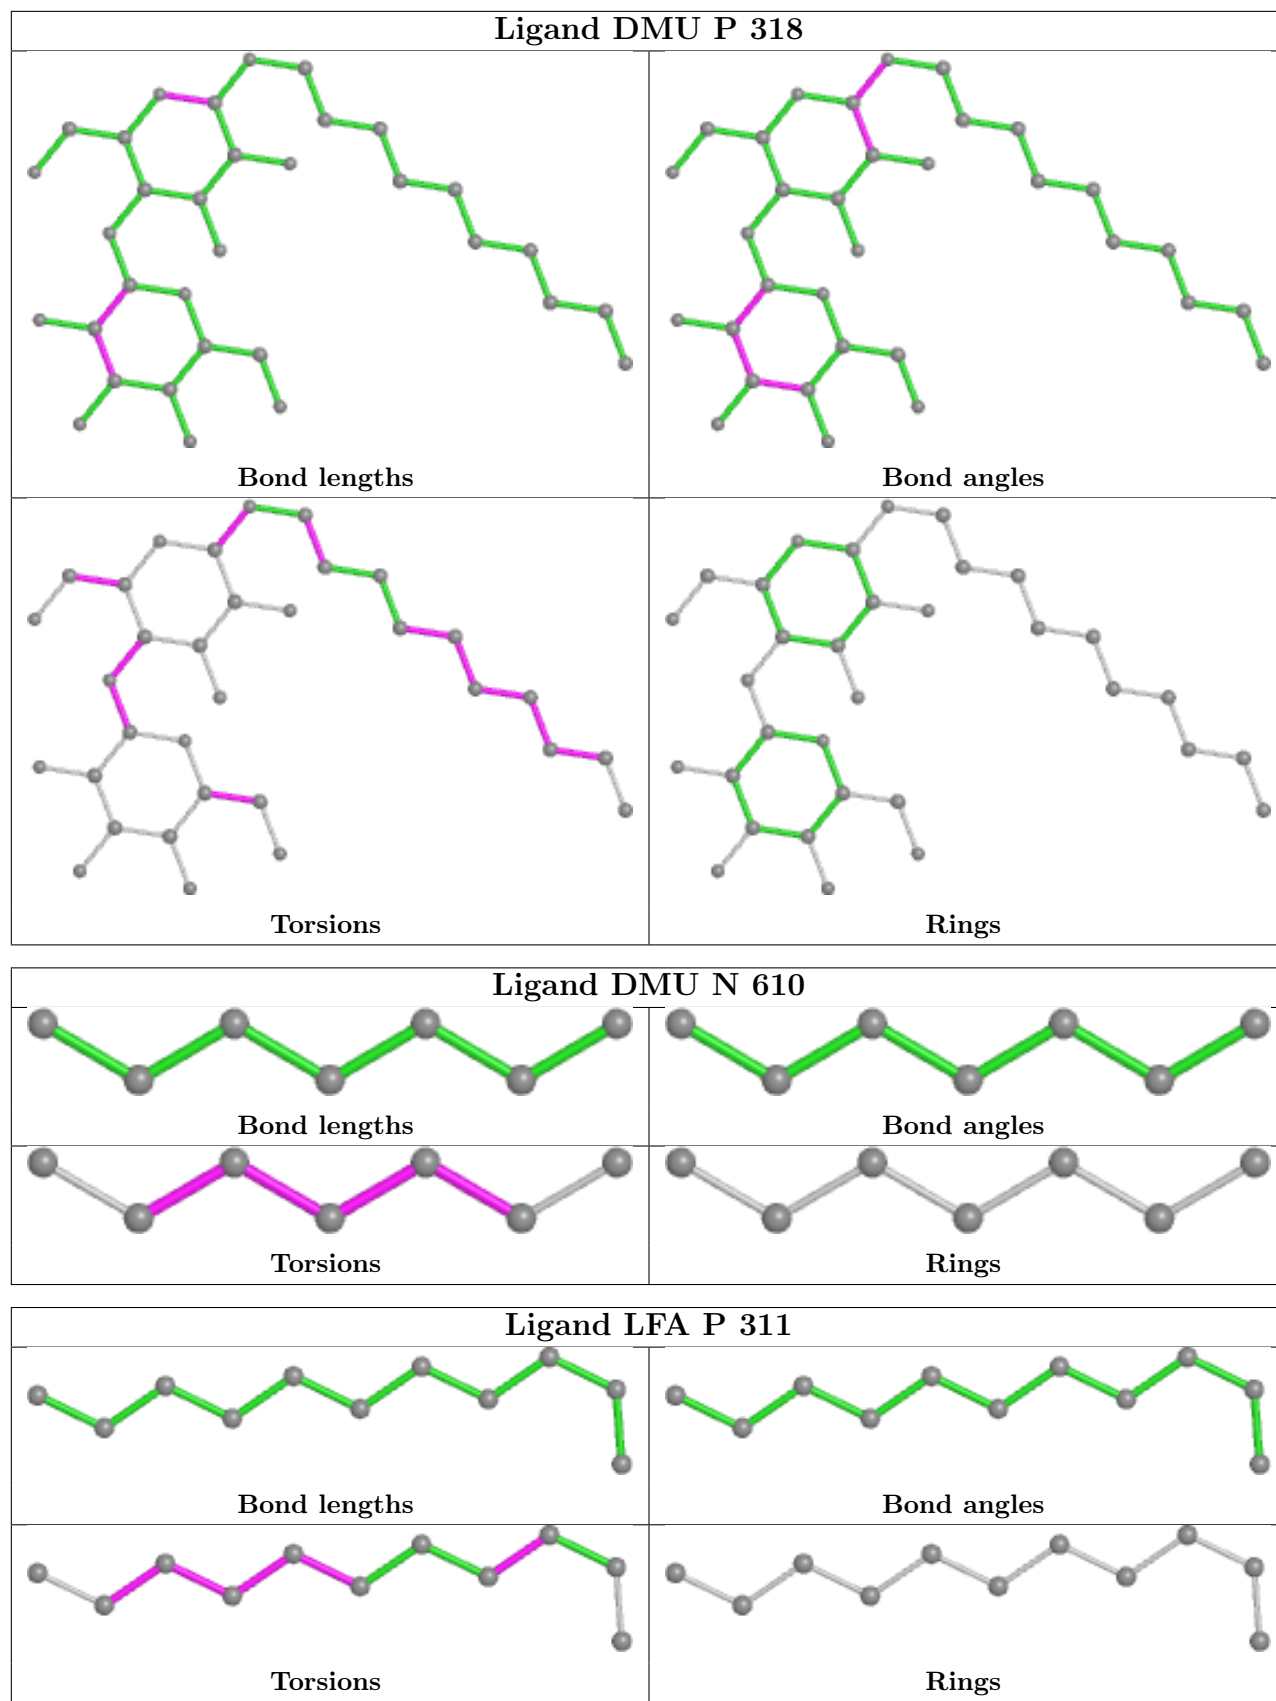 Ligand DMU P 318
Bond lengths
Bond angles
Torsions
Rings
Ligand DMU N 610
Bond lengths
Bond angles
Torsions
Rings
Ligand LFA P 311
Bond lengths
Bond angles
Torsions
Rings